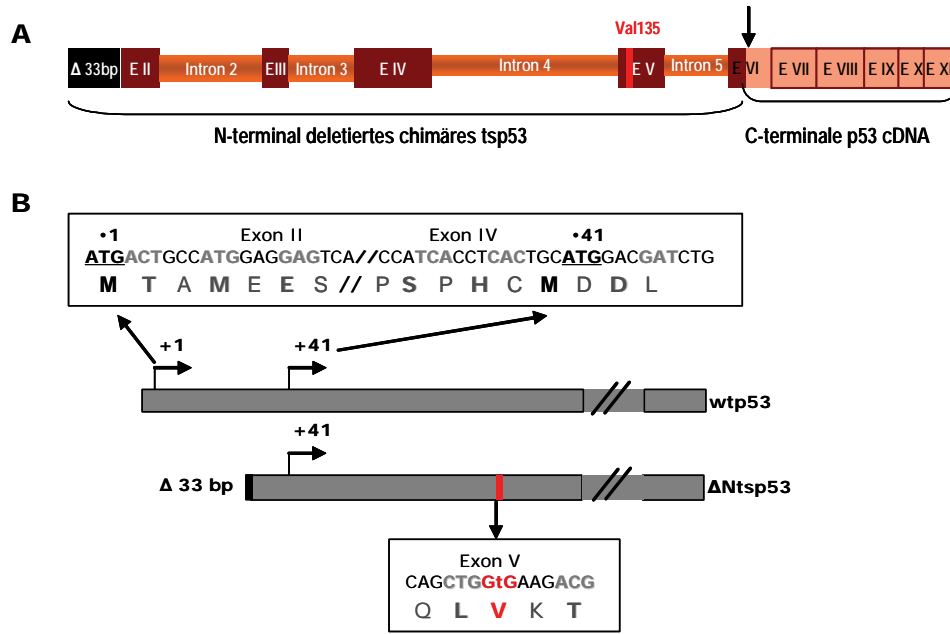 A
Val135
Δ 33bp E II Intron 2 EIII Intron 3 E IV Intron 4 E V Intron 5 E VI E VII E VIII E IX E X E XI
N-terminal deletiertes chimäres tsp53
C-terminale p53 cDNA
B
•1 Exon II Exon IV •41
ATGACTGCCATGGAGGAGTCA//CCATCACCTCACTGCATGGACGATCTG
M T A M E E S // P S P H C M D D L
+1
+41
wtp53
+41
Δ 33 bp
ΔNtsp53
Exon V
CAGCTGGtGAAGACG
Q L V K T